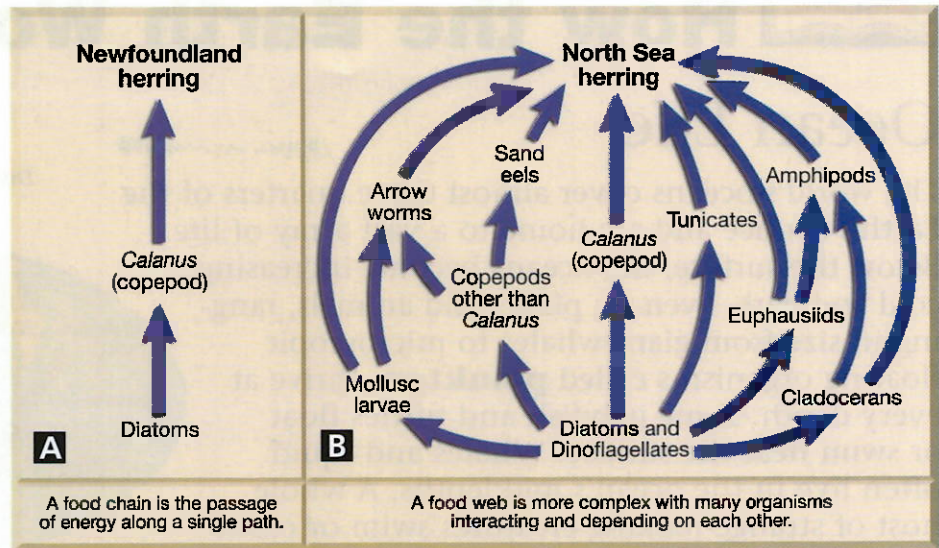 Newfoundland
herring
Calanus
(copepod)
Diatoms
A
A food chain is the passage
of energy along a single path.
North Sea
herring
Sand
eels
Amphipods
Arrow
worms
Tunicates
Calanus
(copepod)
Copepods
other than
Calanus
Euphausiids
Mollusc
larvae
Cladocerans
Diatoms and
Dinoflagellates
B
A food web is more complex with many organisms
interacting and depending on each other.